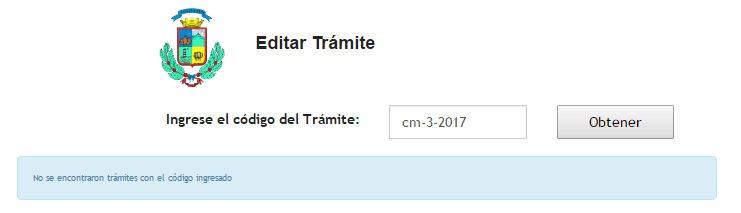 Editar Trámite
Ingrese el código del Trámite: cm-3-2017 Obtener
No se encontraron trámites con el código ingresado